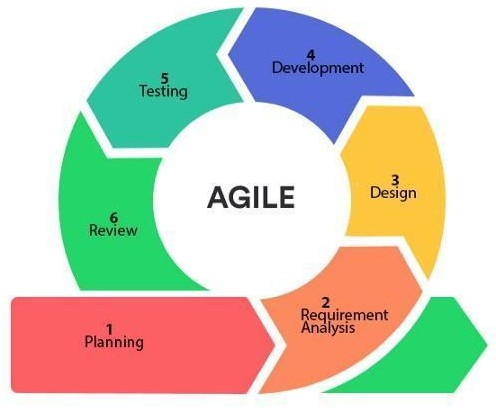 AGILE
1
Planning
2
Requirement
Analysis
3
Design
4
Development
5
Testing
6
Review